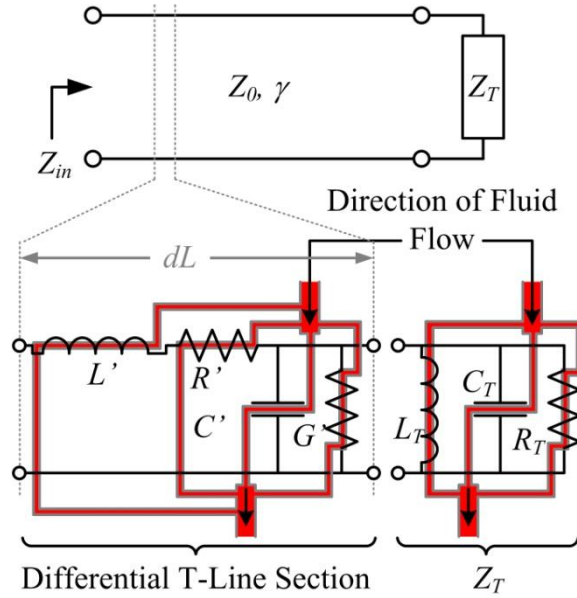 Z0, γ
ZT
Zin
Direction of Fluid
Flow
dL
L'
R'
C'
G'
LT
CT
RT
Differential T-Line Section
ZT